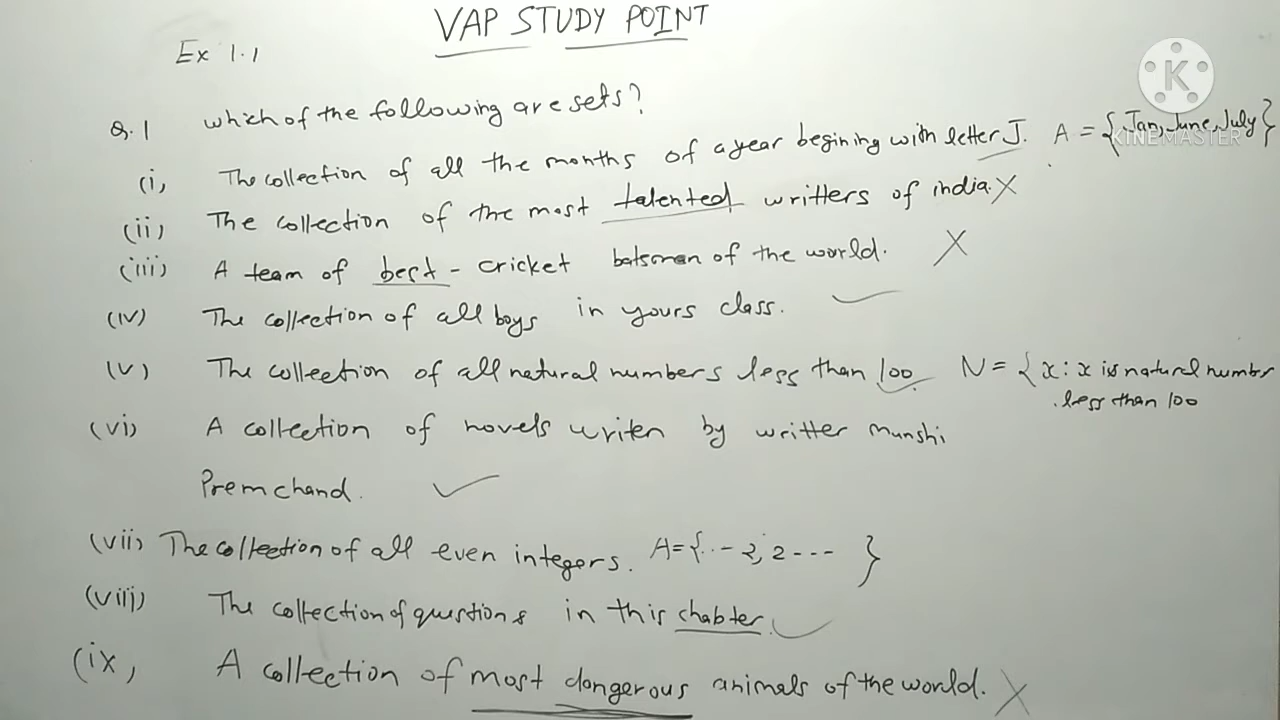 VAP STUDY POINT
Ex 1.1
KINEMASTER
Q.1 which of the following are sets?
(i) The collection of all the months of a year begining with letter J. A = {Jan, June, July}
(ii) The collection of the most talented writters of india. X
(iii) A team of best - cricket batsman of the world. X
(iv) The collection of all boys in yours class. ✓
(v) The collection of all natural numbers less than 100 ✓ N = { x : x is natural number
less than 100
(vi) A collection of novels writen by writter munshi
Premchand. ✓
(vii) The collection of all even integers. A = {.. -2, 2 --- }
(viii) The collection of questions in this chabter. ✓
(ix) A collection of most dangerous animals of the world. X